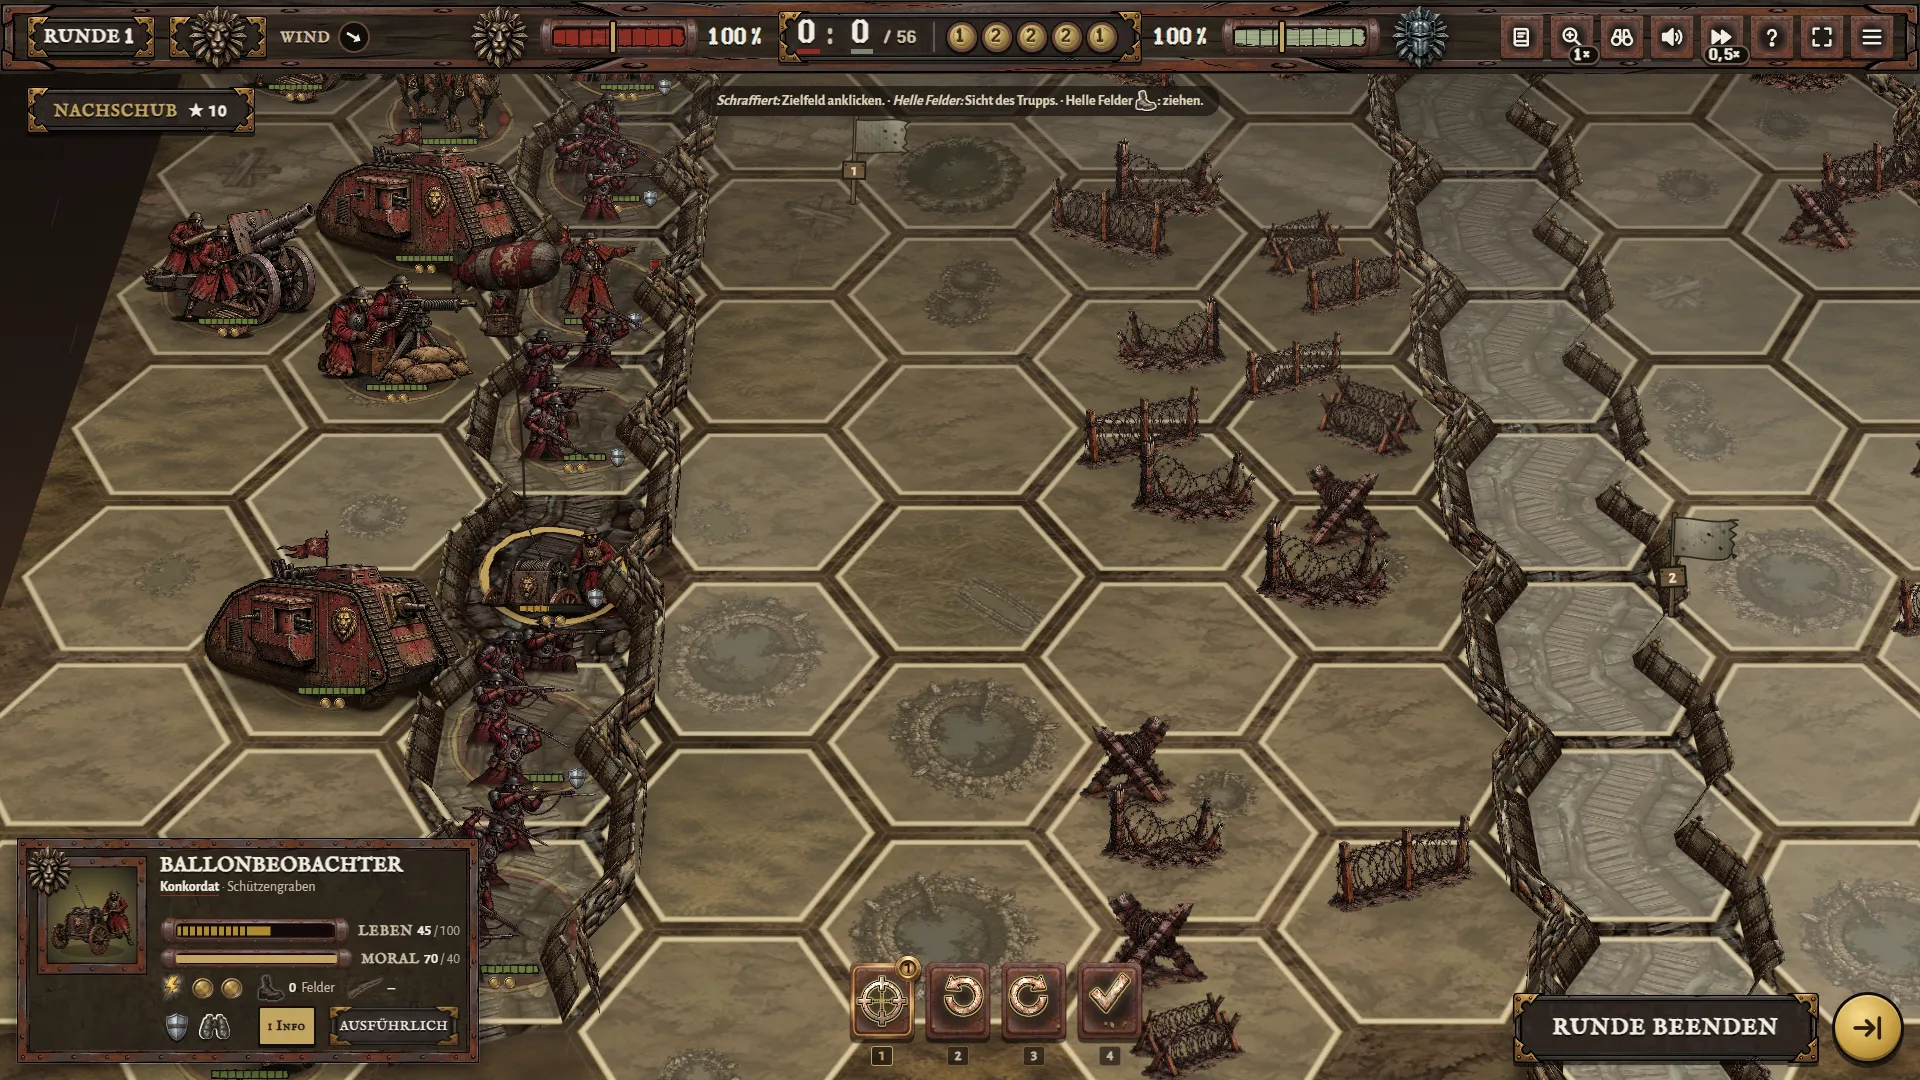 RUNDE 1
WIND
100%
0 : 0 / 56
1 2 2 2 1
100%
1×
0,5×
?
NACHSCHUB ★ 10
Schraffiert: Zielfeld anklicken. · Helle Felder: Sicht des Trupps. · Helle Felder : ziehen.
1
2
BALLONBEOBACHTER
Konkordat · Schützengraben
LEBEN 45 / 100
MORAL 70 / 40
0 Felder –
1 INFO
AUSFÜHRLICH
1
1 2 3 4
RUNDE BEENDEN